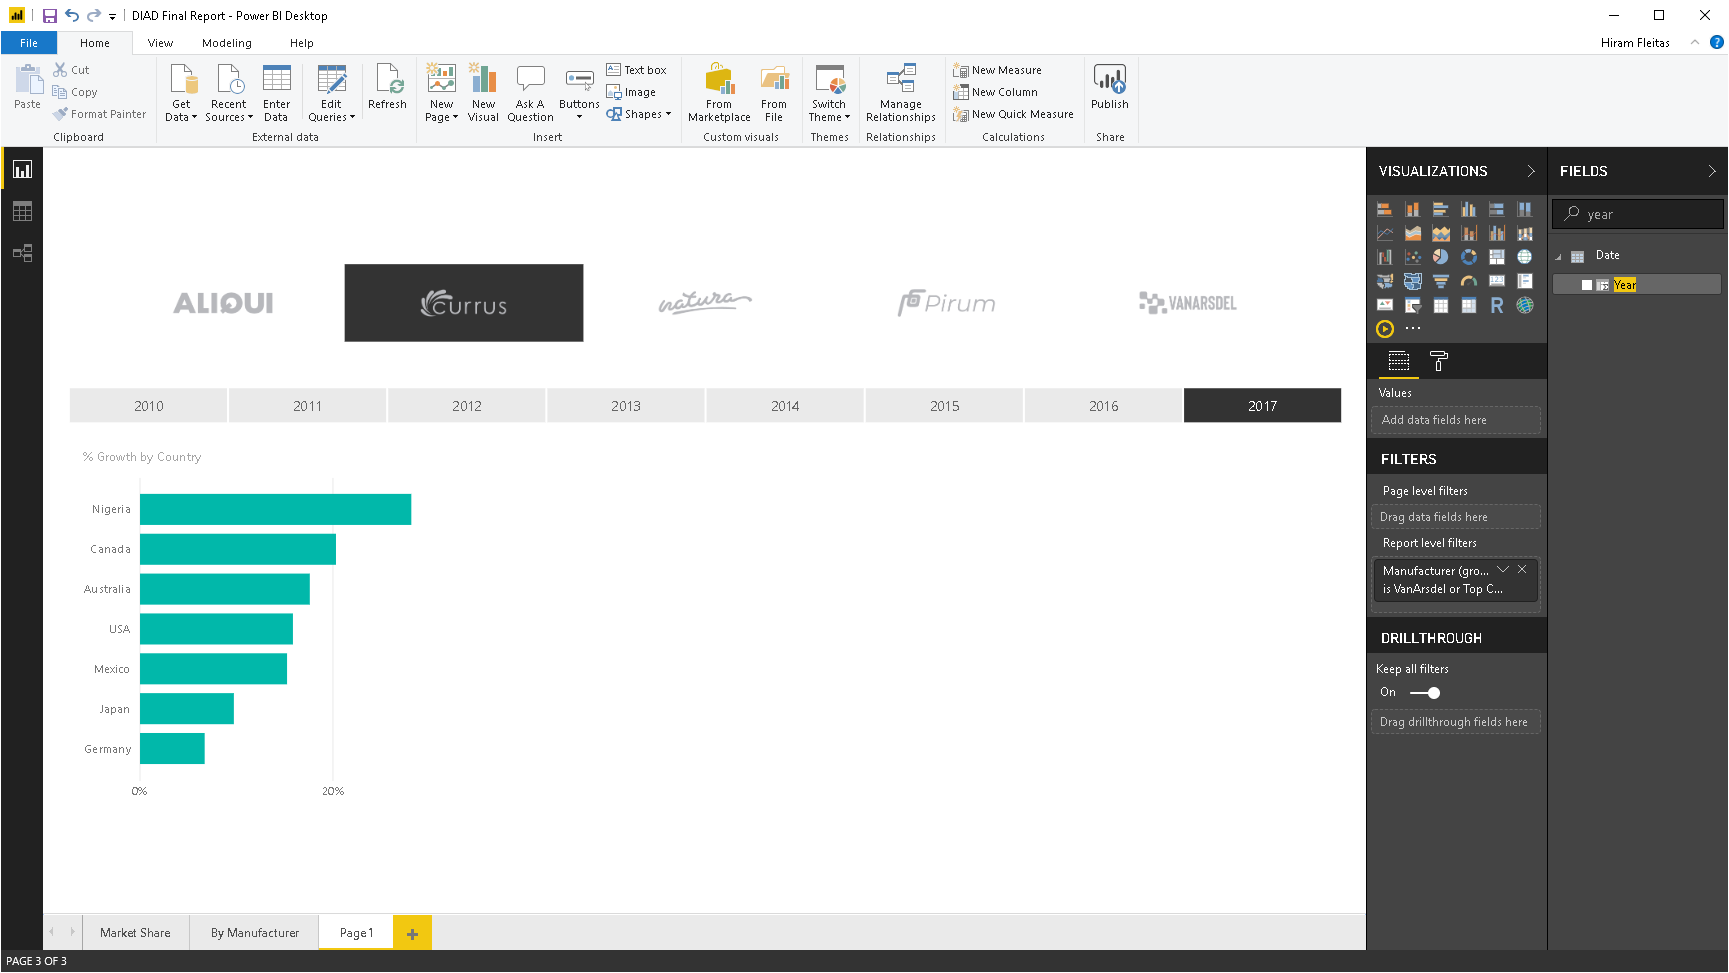 DIAD Final Report - Power BI Desktop
File Home View Modeling Help Hiram Fleitas
Paste
Cut
Copy
Format Painter
Clipboard
Get Data
Recent Sources
Enter Data
Edit Queries
Refresh
External data
New Page
New Visual
Ask A Question
Buttons
Text box
Image
Shapes
Insert
From Marketplace
From File
Custom visuals
Switch Theme
Themes
Manage Relationships
Relationships
New Measure
New Column
New Quick Measure
Calculations
Publish
Share
ALIQUI
currus
natura
Pirum
VANARSDEL
2010 2011 2012 2013 2014 2015 2016 2017
% Growth by Country
Nigeria
Canada
Australia
USA
Mexico
Japan
Germany
0% 20%
VISUALIZATIONS
R
123
Values
Add data fields here
FILTERS
Page level filters
Drag data fields here
Report level filters
Manufacturer (gro...
is VanArsdel or Top C...
DRILLTHROUGH
Keep all filters
On
Drag drillthrough fields here
FIELDS
year
Date
Year
Market Share By Manufacturer Page 1
PAGE 3 OF 3